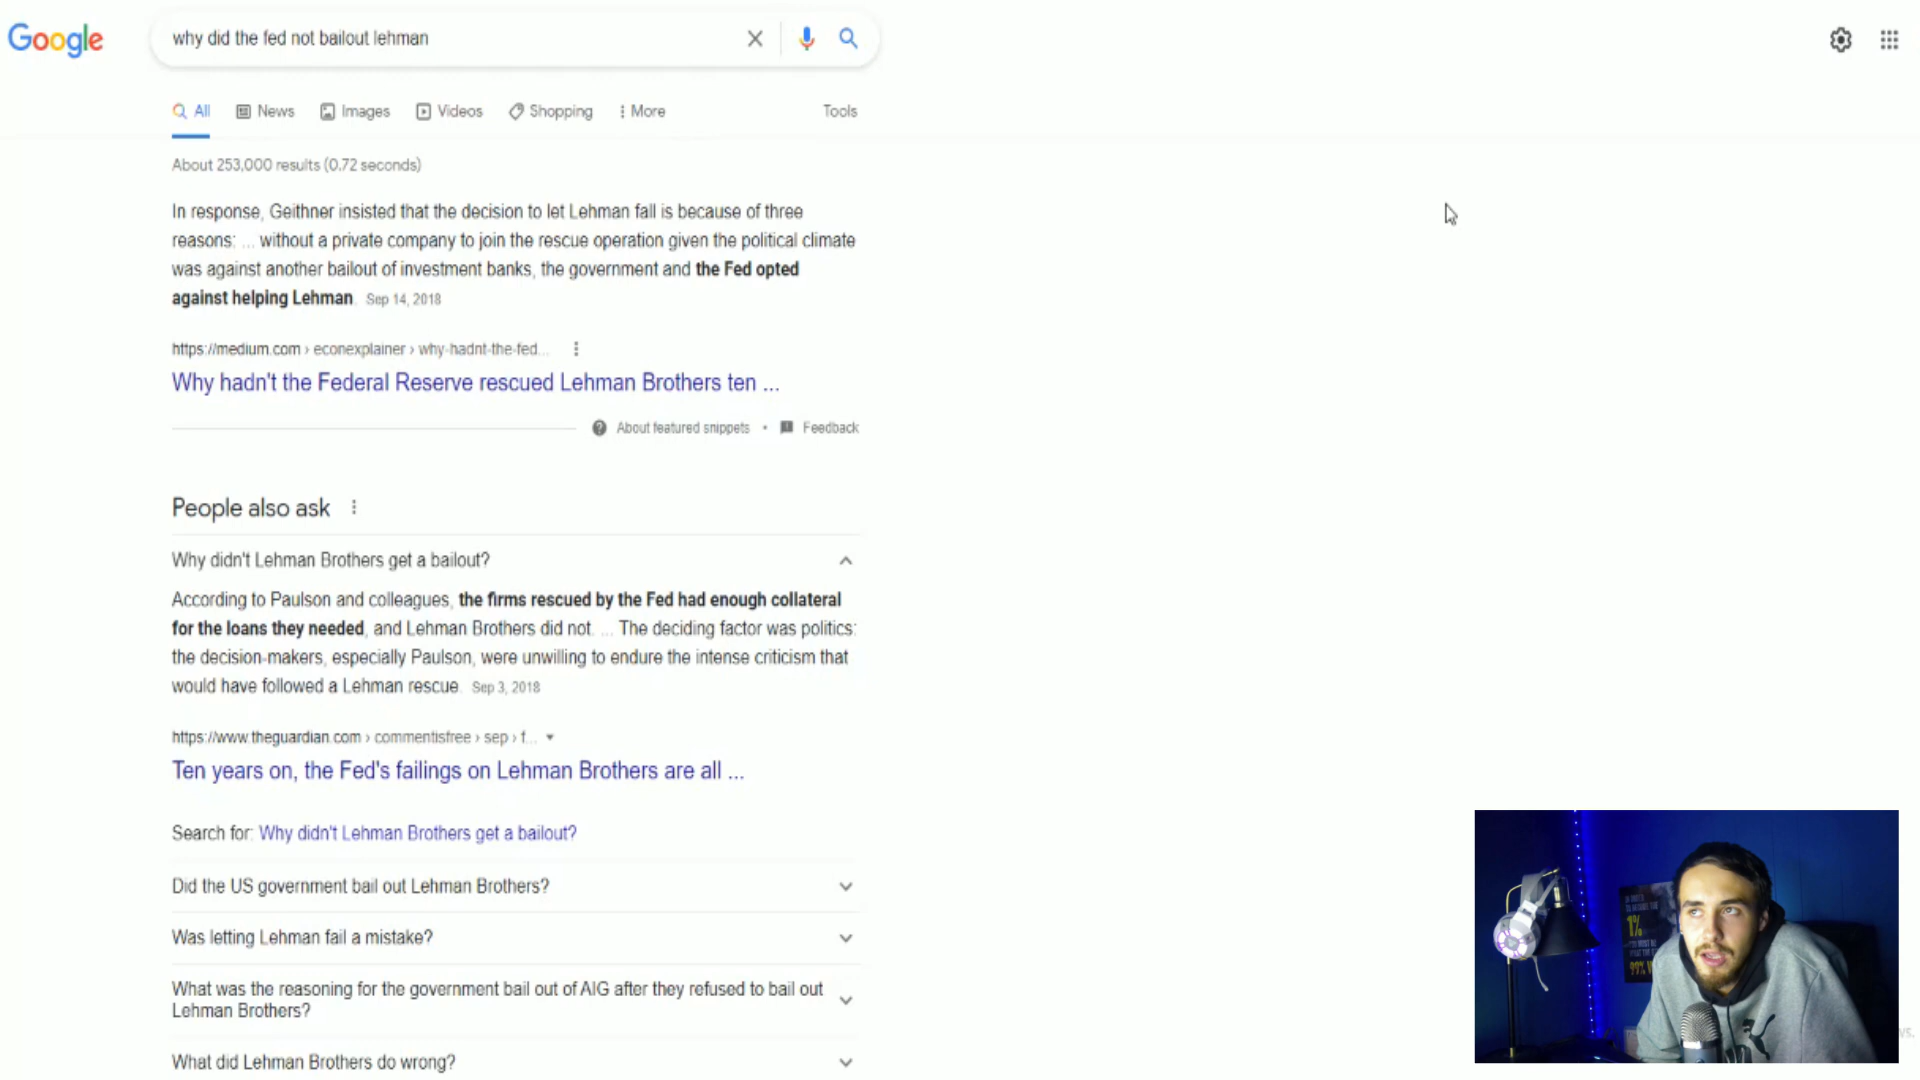 Google
why did the fed not bailout lehman
All
News
Images
Videos
Shopping
More
Tools
About 253,000 results (0.72 seconds)
In response, Geithner insisted that the decision to let Lehman fall is because of three
reasons: ... without a private company to join the rescue operation given the political climate
was against another bailout of investment banks, the government and the Fed opted
against helping Lehman. Sep 14, 2018
https://medium.com › econexplainer › why-hadnt-the-fed...
Why hadn't the Federal Reserve rescued Lehman Brothers ten ...
About featured snippets • Feedback
People also ask
Why didn't Lehman Brothers get a bailout?
According to Paulson and colleagues, the firms rescued by the Fed had enough collateral
for the loans they needed, and Lehman Brothers did not. ... The deciding factor was politics:
the decision-makers, especially Paulson, were unwilling to endure the intense criticism that
would have followed a Lehman rescue. Sep 3, 2018
https://www.theguardian.com › commentisfree › sep › f...
Ten years on, the Fed's failings on Lehman Brothers are all ...
Search for: Why didn't Lehman Brothers get a bailout?
Did the US government bail out Lehman Brothers?
Was letting Lehman fail a mistake?
What was the reasoning for the government bail out of AIG after they refused to bail out
Lehman Brothers?
What did Lehman Brothers do wrong?
1%
99%